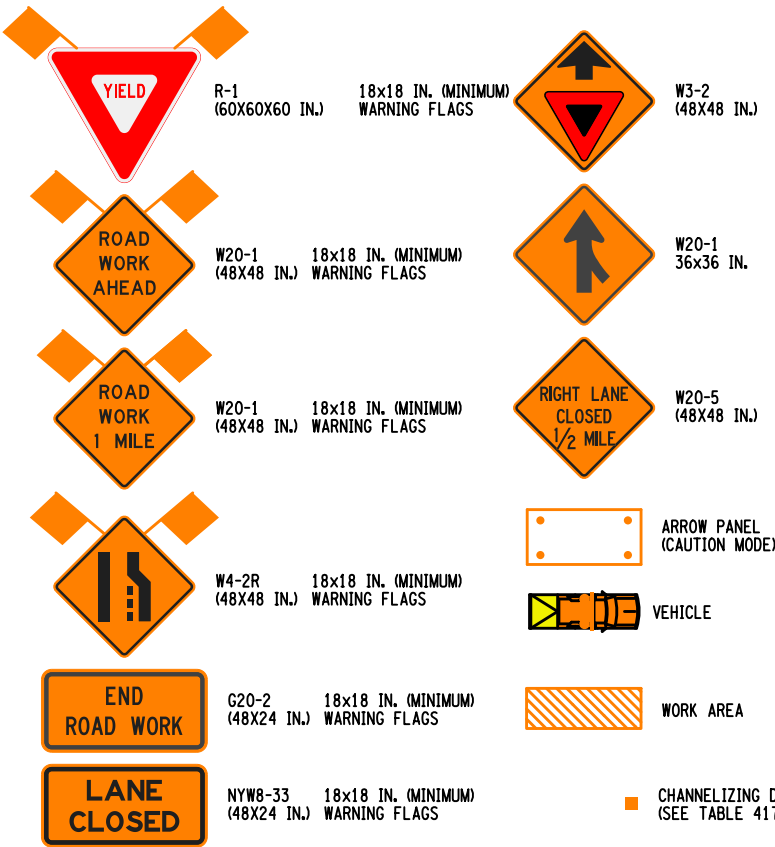 YIELD
R-1
(60X60X60 IN.)
18x18 IN. (MINIMUM)
WARNING FLAGS
W3-2
(48X48 IN.)
ROAD
WORK
AHEAD
W20-1
(48X48 IN.)
18x18 IN. (MINIMUM)
WARNING FLAGS
W20-1
36x36 IN.
ROAD
WORK
1 MILE
W20-1
(48X48 IN.)
18x18 IN. (MINIMUM)
WARNING FLAGS
RIGHT LANE
CLOSED
1/2 MILE
W20-5
(48X48 IN.)
ARROW PANEL
(CAUTION MODE)
W4-2R
(48X48 IN.)
18x18 IN. (MINIMUM)
WARNING FLAGS
VEHICLE
END
ROAD WORK
G20-2
(48X24 IN.)
18x18 IN. (MINIMUM)
WARNING FLAGS
WORK AREA
LANE
CLOSED
NYW8-33
(48X24 IN.)
18x18 IN. (MINIMUM)
WARNING FLAGS
CHANNELIZING
(SEE TABLE